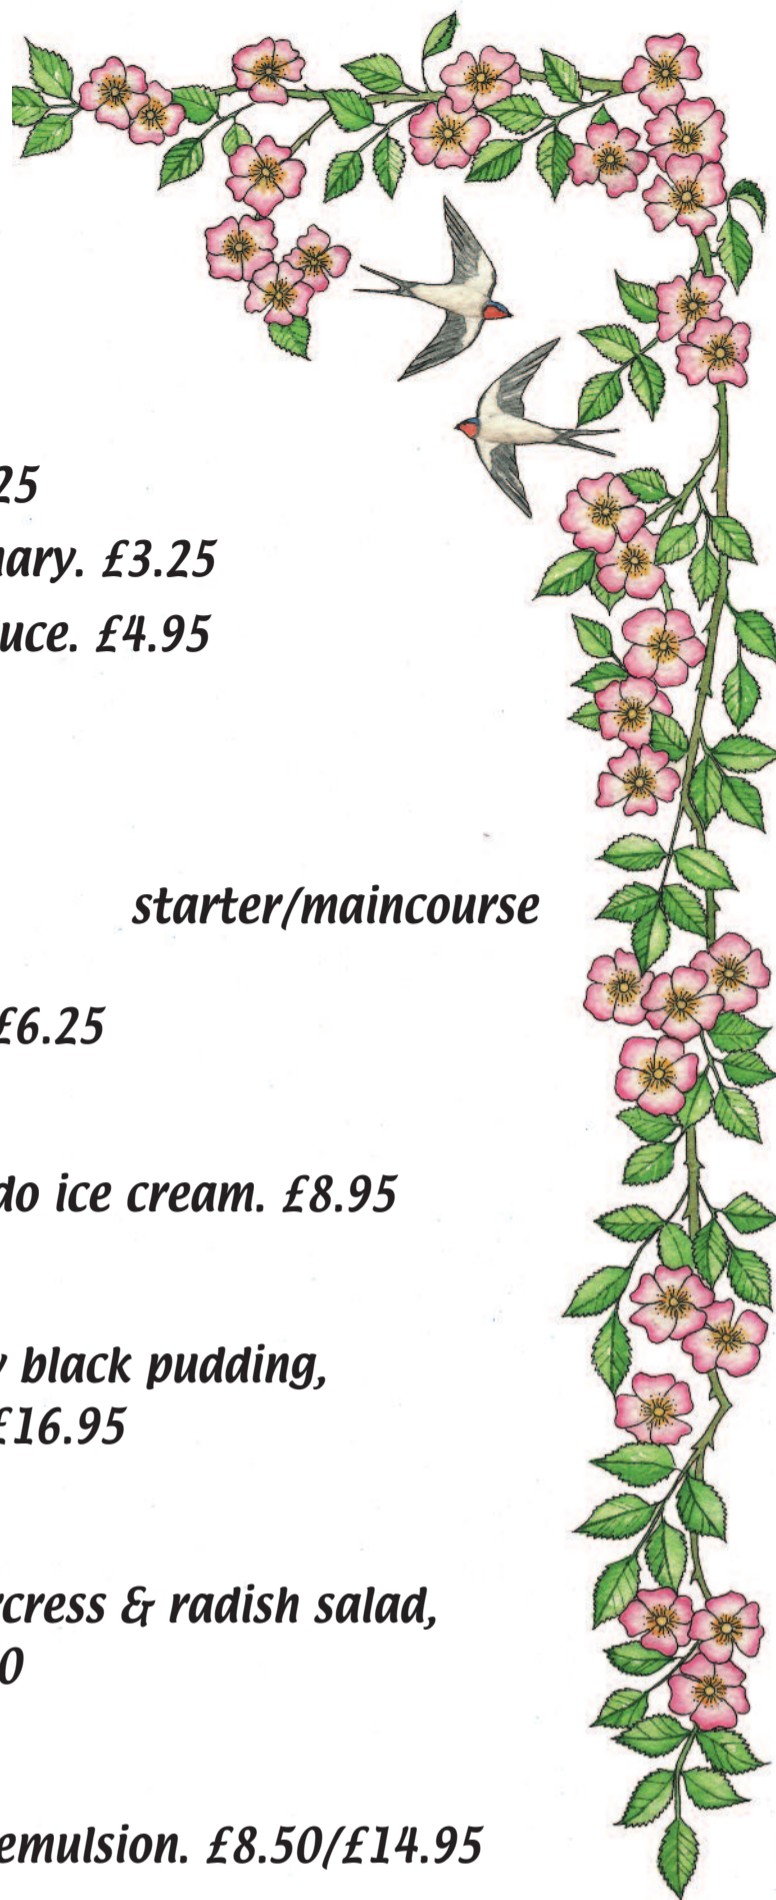 25
ary. £3.25
uce. £4.95
starter/maincourse
£6.25
do ice cream. £8.95
black pudding,
£16.95
cress & radish salad,
0
emulsion. £8.50/£14.95